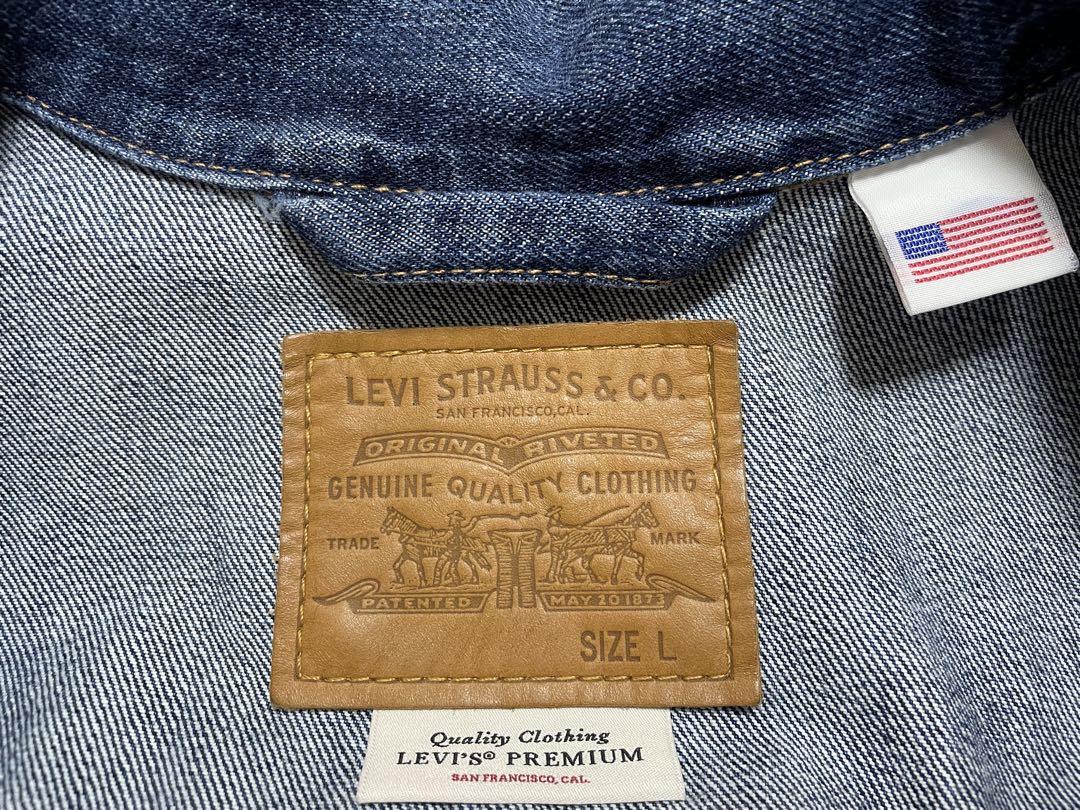 LEVI STRAUSS & CO.
SAN FRANCISCO, CAL.
ORIGINAL RIVETED
GENUINE QUALITY CLOTHING
TRADE MARK
PATENTED MAY 20 1873
SIZE L
Quality Clothing
LEVI'S® PREMIUM
SAN FRANCISCO, CAL.